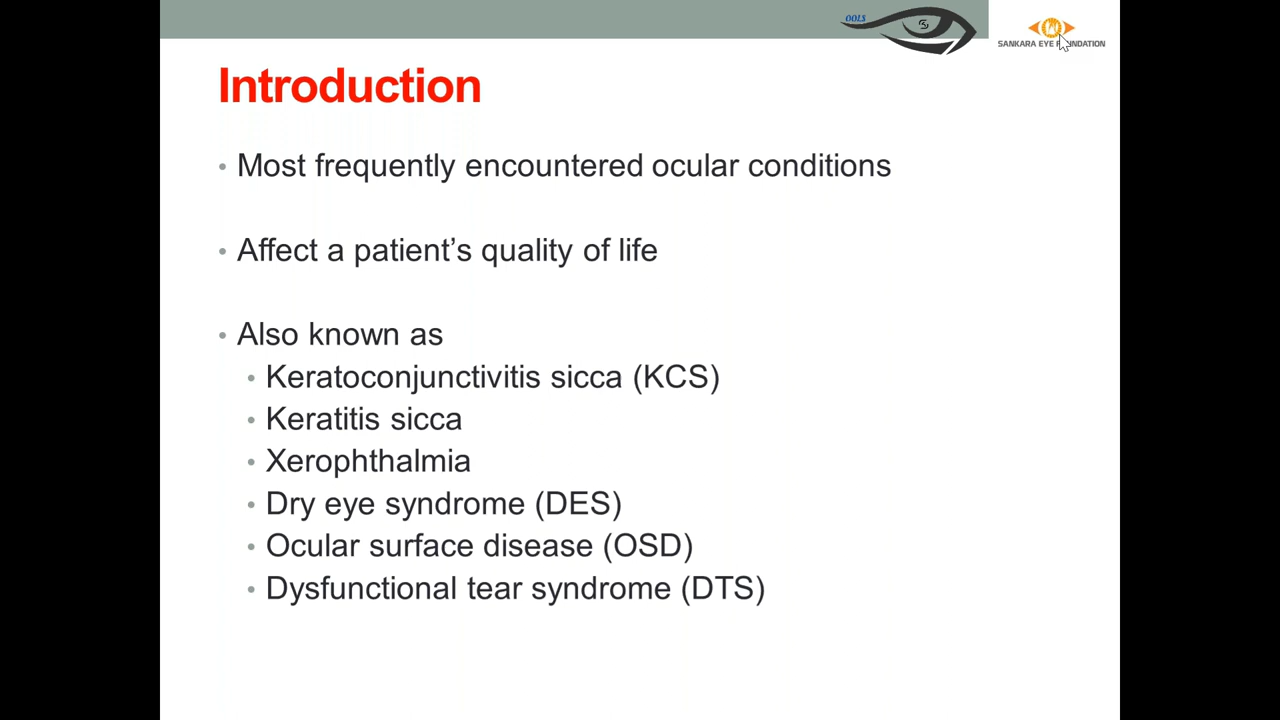 OOLS
SANKARA EYE FOUNDATION
Introduction
• Most frequently encountered ocular conditions
• Affect a patient’s quality of life
• Also known as
• Keratoconjunctivitis sicca (KCS)
• Keratitis sicca
• Xerophthalmia
• Dry eye syndrome (DES)
• Ocular surface disease (OSD)
• Dysfunctional tear syndrome (DTS)